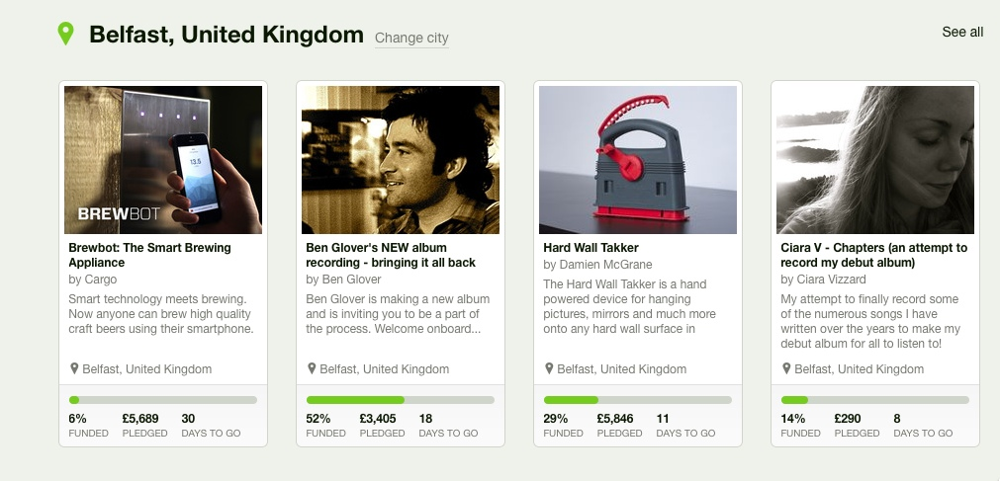 Belfast, United Kingdom Change city
See all
13.5
BREWBOT
Brewbot: The Smart Brewing
Appliance
by Cargo
Smart technology meets brewing.
Now anyone can brew high quality
craft beers using their smartphone.
Belfast, United Kingdom
6% £5,689 30
FUNDED PLEDGED DAYS TO GO
Ben Glover's NEW album
recording - bringing it all back
by Ben Glover
Ben Glover is making a new album
and is inviting you to be a part of
the process. Welcome onboard...
Belfast, United Kingdom
52% £3,405 18
FUNDED PLEDGED DAYS TO GO
Hard Wall Takker
by Damien McGrane
The Hard Wall Takker is a hand
powered device for hanging
pictures, mirrors and much more
onto any hard wall surface in
Belfast, United Kingdom
29% £5,846 11
FUNDED PLEDGED DAYS TO GO
Ciara V - Chapters (an attempt to
record my debut album)
by Ciara Vizzard
My attempt to finally record some
of the numerous songs I have
written over the years to make my
debut album for all to listen to!
Belfast, United Kingdom
14% £290 8
FUNDED PLEDGED DAYS TO GO